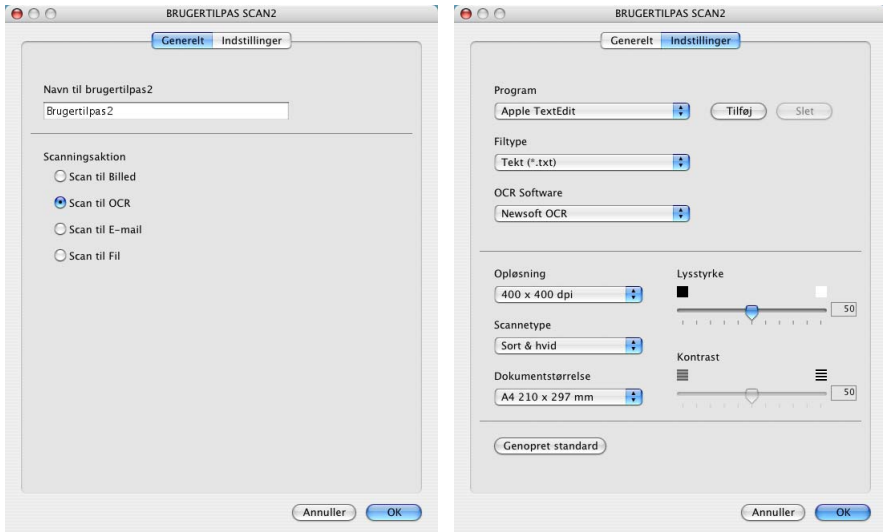 BRUGERTILPAS SCAN2
Generelt Indstillinger
Navn til brugertilpas2
Brugertilpas2
Scanningsaktion
Scan til Billed
Scan til OCR
Scan til E-mail
Scan til Fil
Annuller OK
BRUGERTILPAS SCAN2
Generelt Indstillinger
Program
Apple TextEdit Tilføj Slet
Filtype
Tekt (*.txt)
OCR Software
Newsoft OCR
Opløsning
400 x 400 dpi
Scannetype
Sort & hvid
Dokumentstørrelse
A4 210 x 297 mm
Lysstyrke
50
Kontrast
50
Genopret standard
Annuller OK